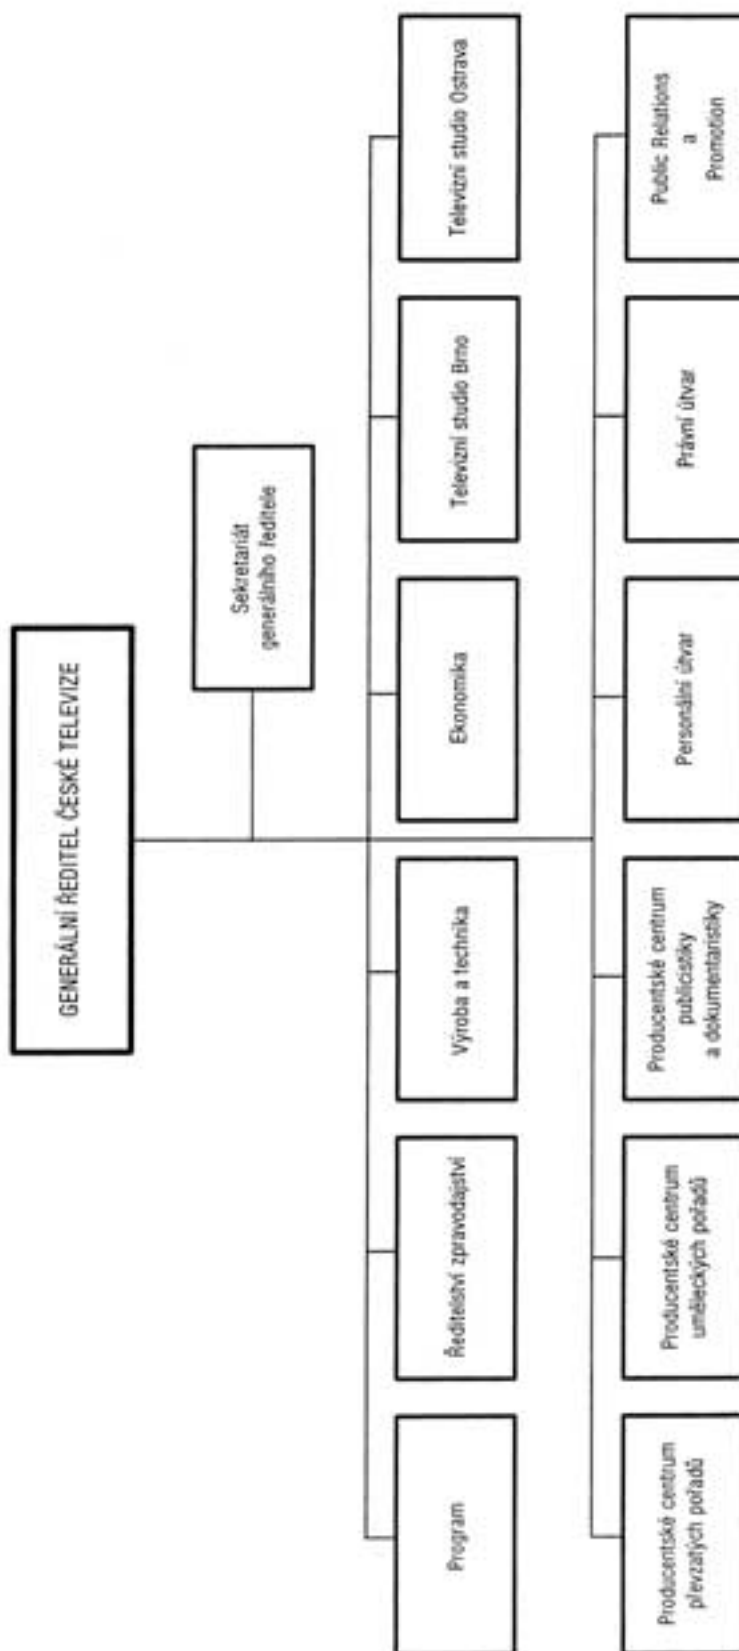 GENERÁLNÍ ŘEDITEL ČESKÉ TELEVIZE
Sekretariát
generálního ředitele
Program
Ředitelství zpravodajství
Výroba a technika
Ekonomika
Televizní studio Brno
Televizní studio Ostrava
Producentské centrum
převzatých pořadů
Producentské centrum
uměleckých pořadů
Producentské centrum
publicistiky
a dokumentaristiky
Personální útvar
Právní útvar
Public Relations
a
Promotion